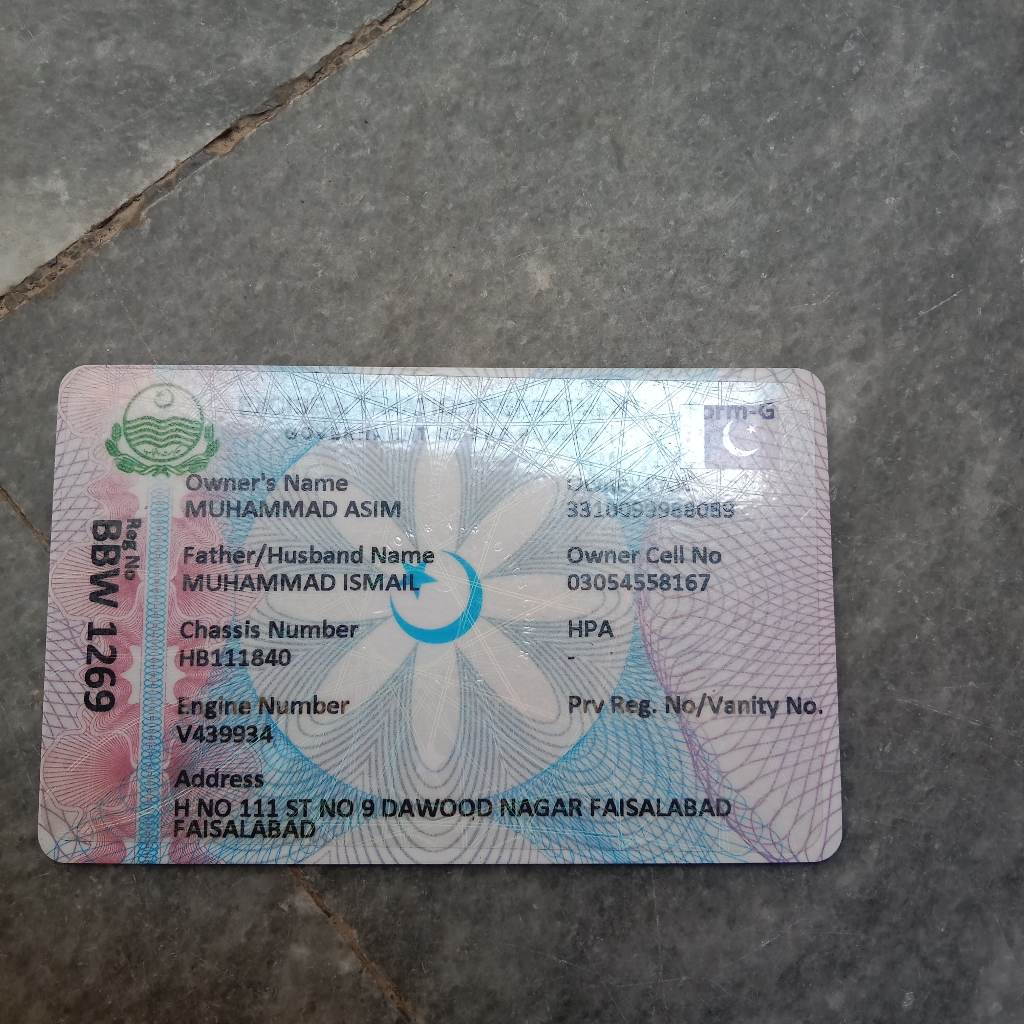 orm-G
Owner's Name
MUHAMMAD ASIM
Father/Husband Name
MUHAMMAD ISMAIL
Owner Cell No
03054558167
Chassis Number
HB111840
HPA
-
Engine Number
V439934
Prv Reg. No/Vanity No.
Address
H NO 111 ST NO 9 DAWOOD NAGAR FAISALABAD
FAISALABAD
Reg No
BBW 1269